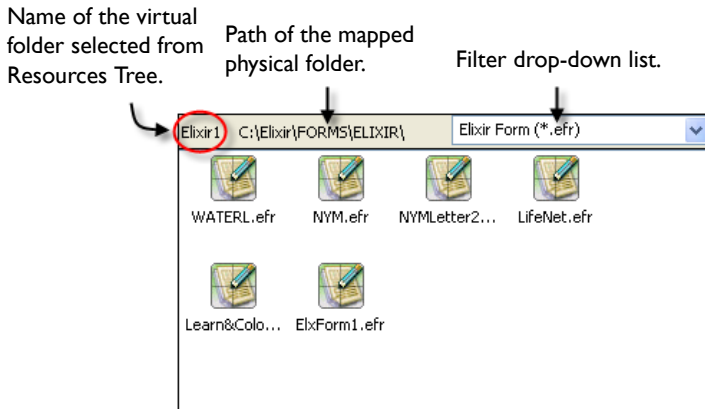 Name of the virtual
folder selected from
Resources Tree.
Path of the mapped
physical folder.
Filter drop-down list.
Elixir1 C:\Elixir\FORMS\ELIXIR\ Elixir Form (*.efr)
WATERL.efr NYM.efr NYMLetter2... LifeNet.efr
Learn&Colo... ElxForm1.efr